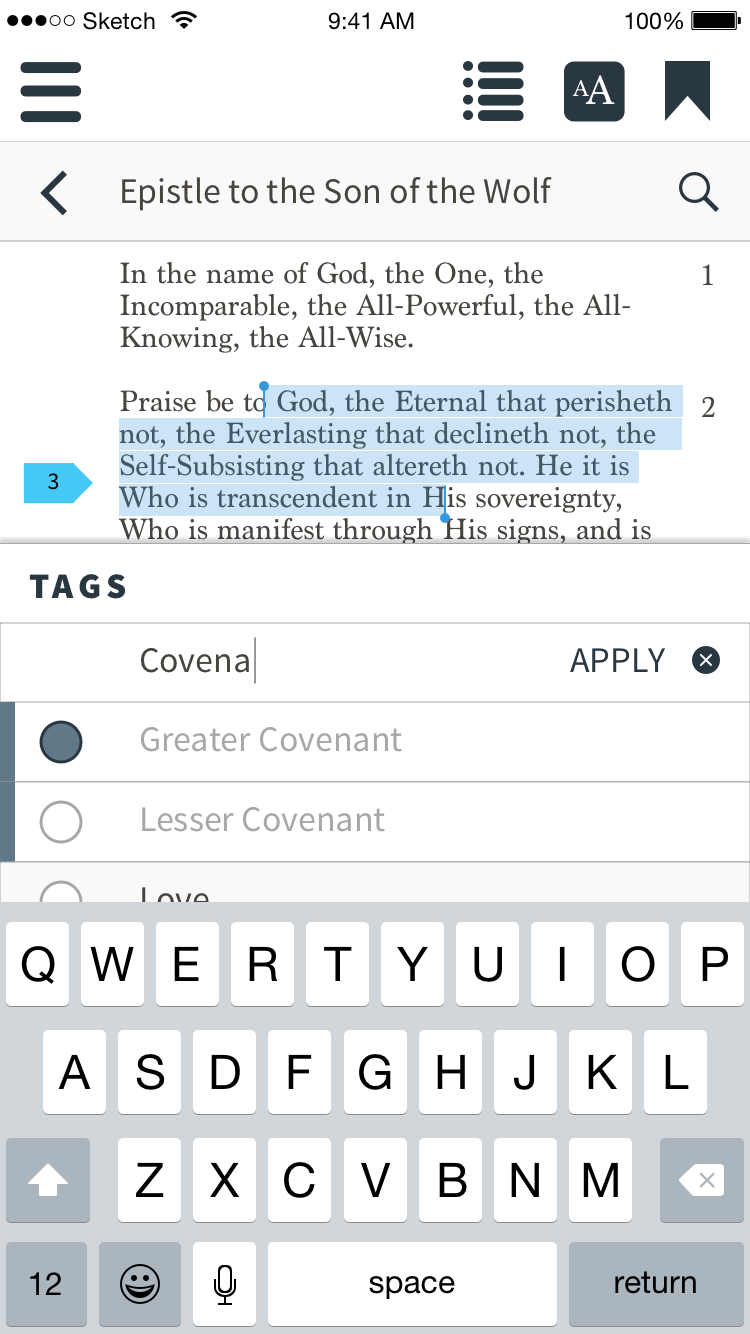 Sketch 9:41 AM 100%
AA
Epistle to the Son of the Wolf
In the name of God, the One, the 1
Incomparable, the All-Powerful, the All-
Knowing, the All-Wise.
Praise be to God, the Eternal that perisheth 2
not, the Everlasting that declineth not, the
Self-Subsisting that altereth not. He it is
3
Who is transcendent in His sovereignty,
Who is manifest through His signs, and is
TAGS
Covena APPLY
Greater Covenant
Lesser Covenant
Love
Q W E R T Y U I O P
A S D F G H J K L
Z X C V B N M
12 space return